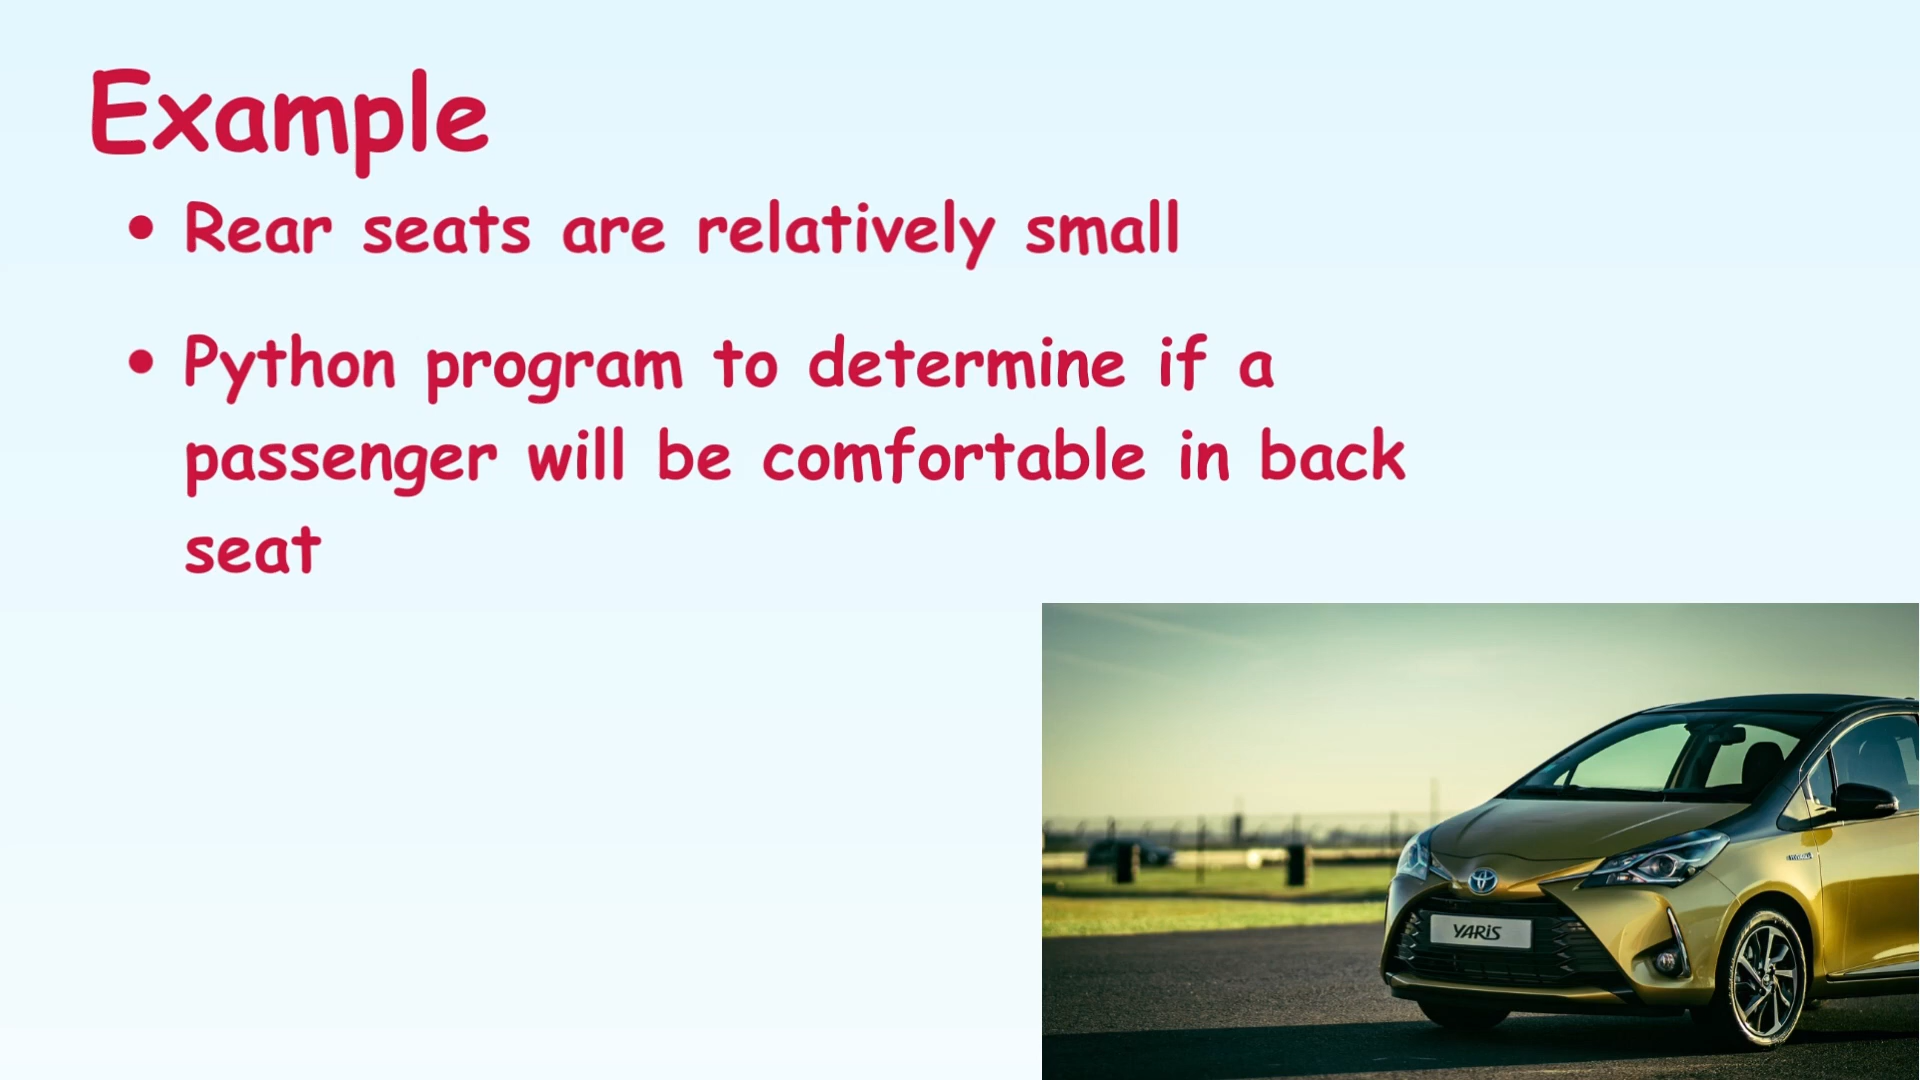 Example
• Rear seats are relatively small
• Python program to determine if a
passenger will be comfortable in back
seat
YARiS